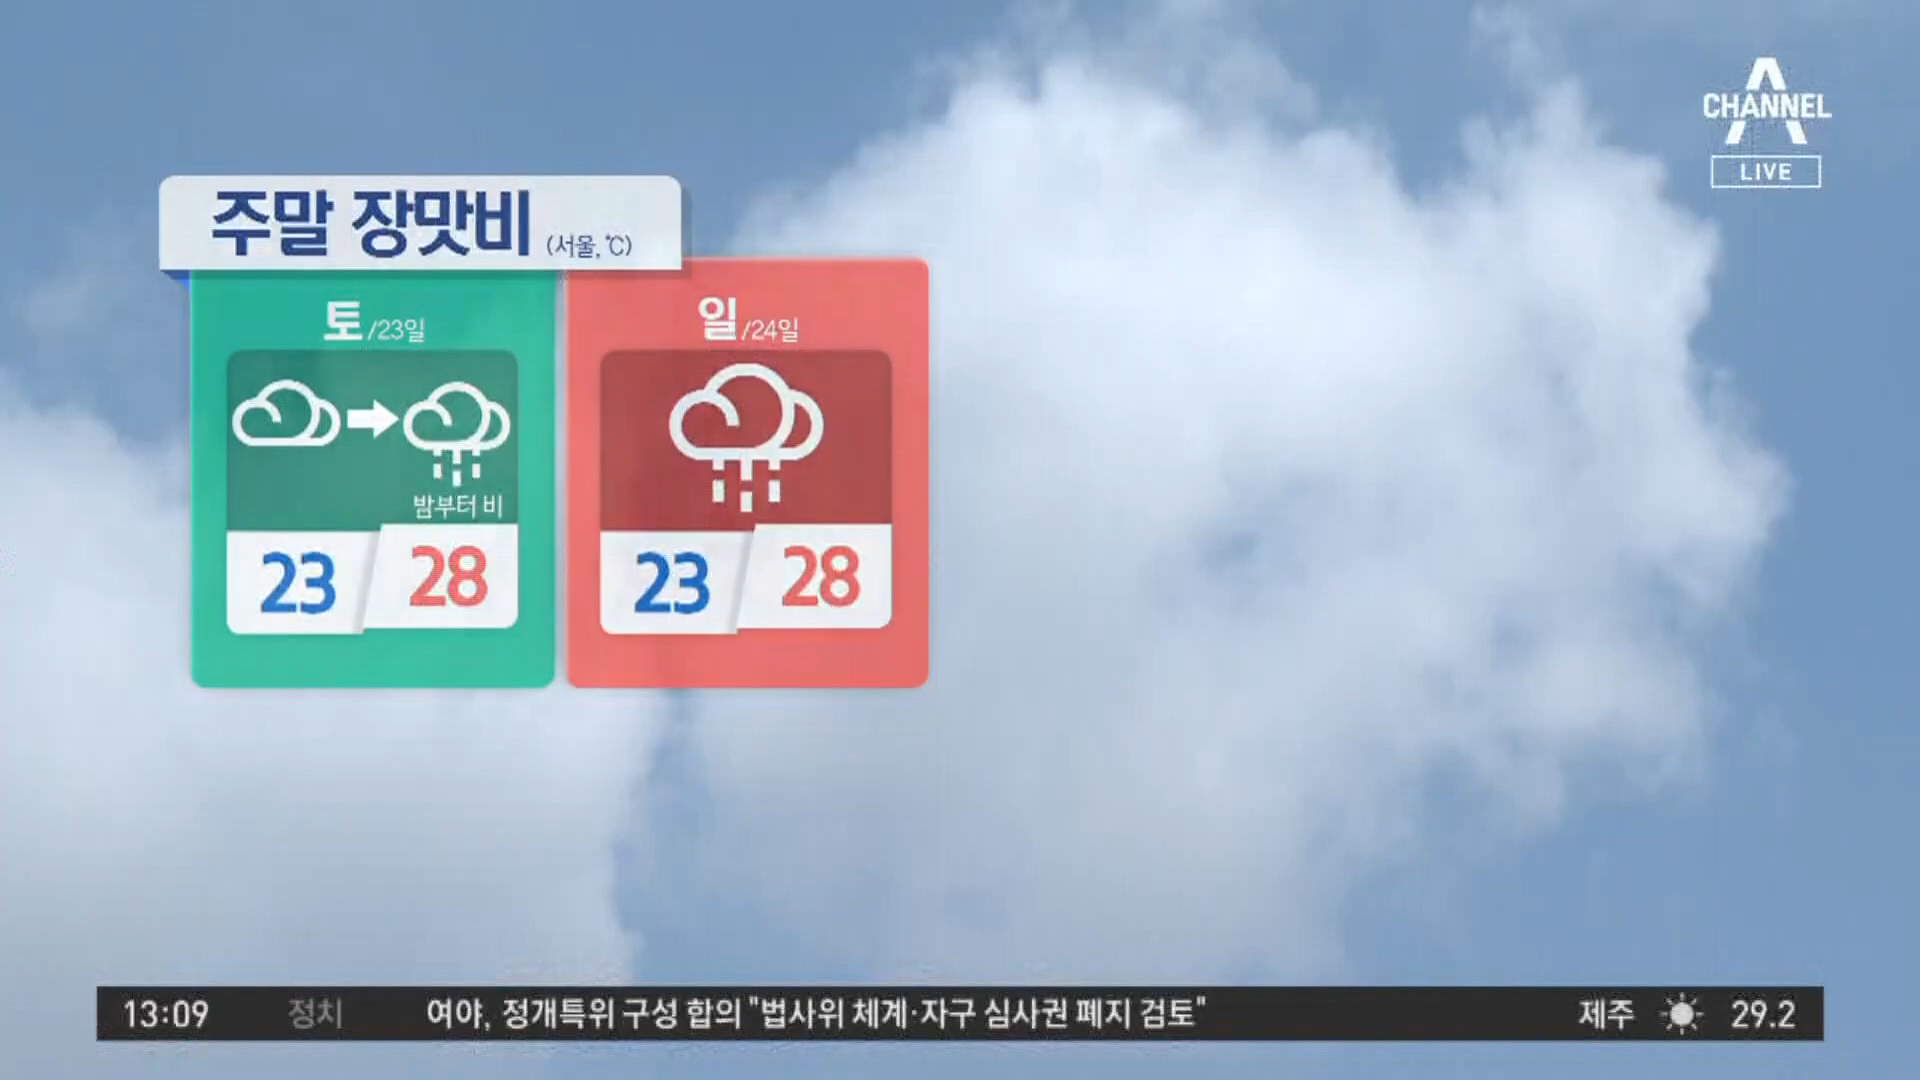 CHANNEL A
LIVE
주말 장맛비 (서울, ℃)
토/23일
밤부터 비
23 28
일/24일
23 28
13:09 정치 여야, 정개특위 구성 합의 "법사위 체계·자구 심사권 폐지 검토" 제주 29.2